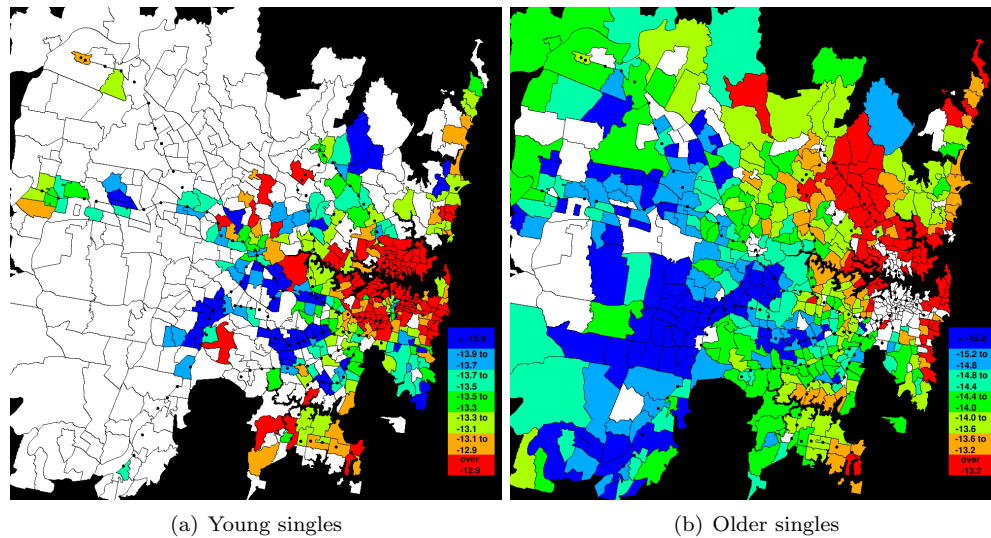 < -13.9
-13.9 to
-13.7
-13.7 to
-13.5
-13.5 to
-13.3
-13.3 to
-13.1
-13.1 to
-12.9
over
-12.9
< -15.2
-15.2 to
-14.8
-14.8 to
-14.4
-14.4 to
-14.0
-14.0 to
-13.6
-13.6 to
-13.2
over
-13.2
(a) Young singles
(b) Older singles